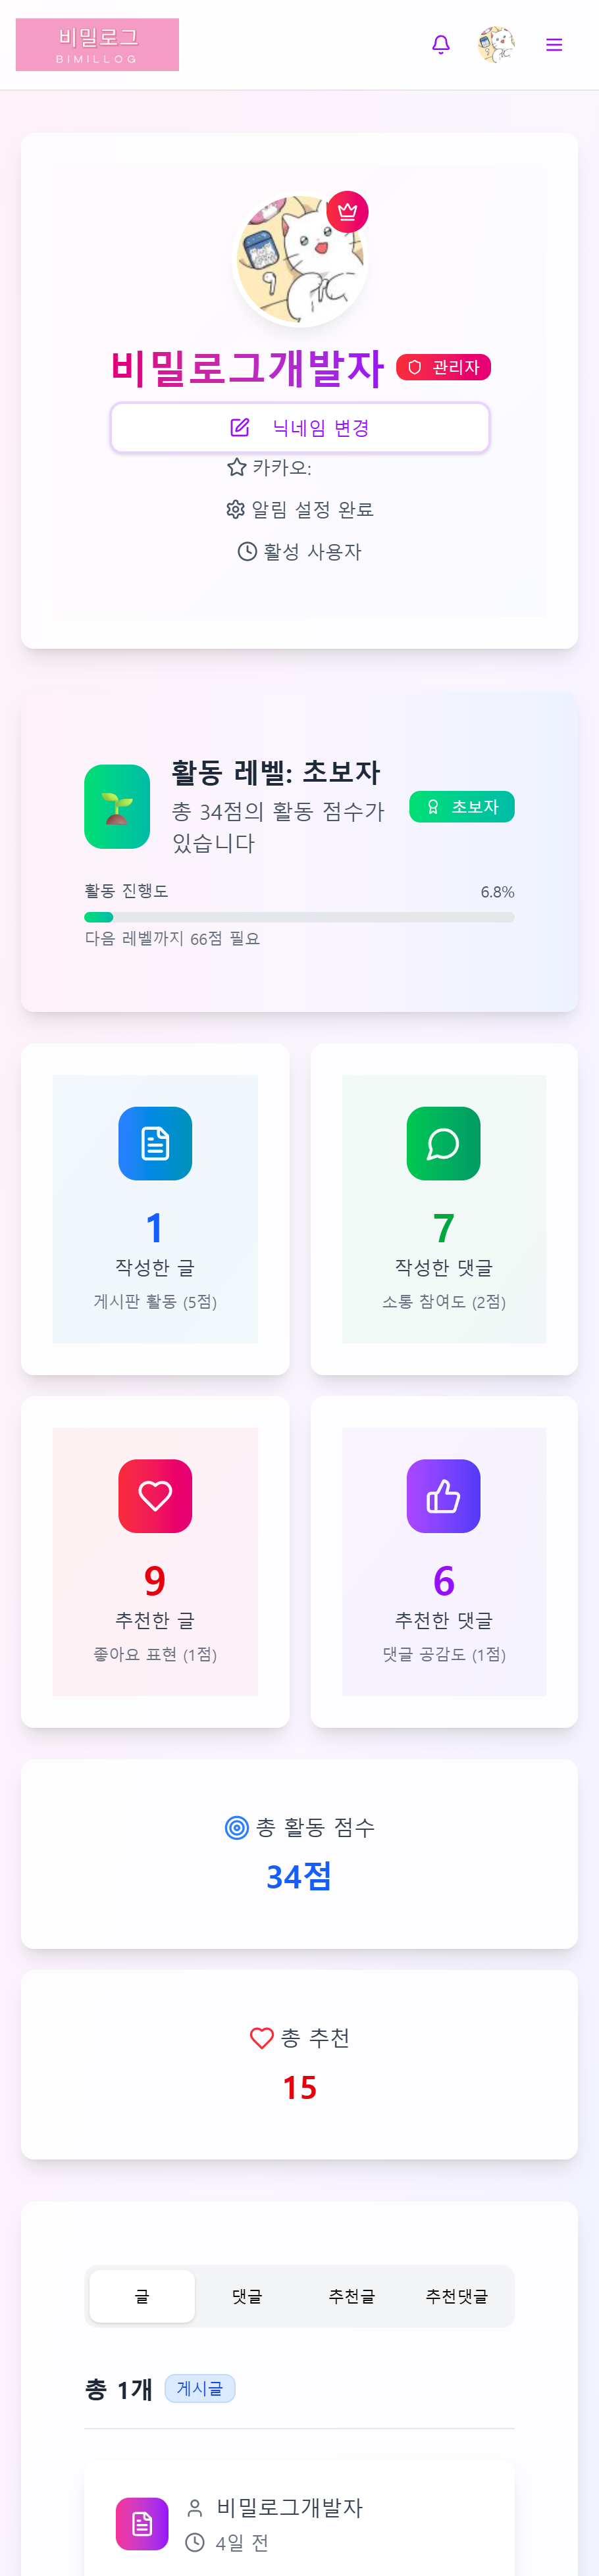 비밀로그
BIMILLOG
비밀로그개발자
관리자
닉네임 변경
카카오:
알림 설정 완료
활성 사용자
활동 레벨: 초보자
총 34점의 활동 점수가
있습니다
초보자
활동 진행도
6.8%
다음 레벨까지 66점 필요
1
작성한 글
게시판 활동 (5점)
7
작성한 댓글
소통 참여도 (2점)
9
추천한 글
좋아요 표현 (1점)
6
추천한 댓글
댓글 공감도 (1점)
총 활동 점수
34점
총 추천
15
글
댓글
추천글
추천댓글
총 1개
게시글
비밀로그개발자
4일 전